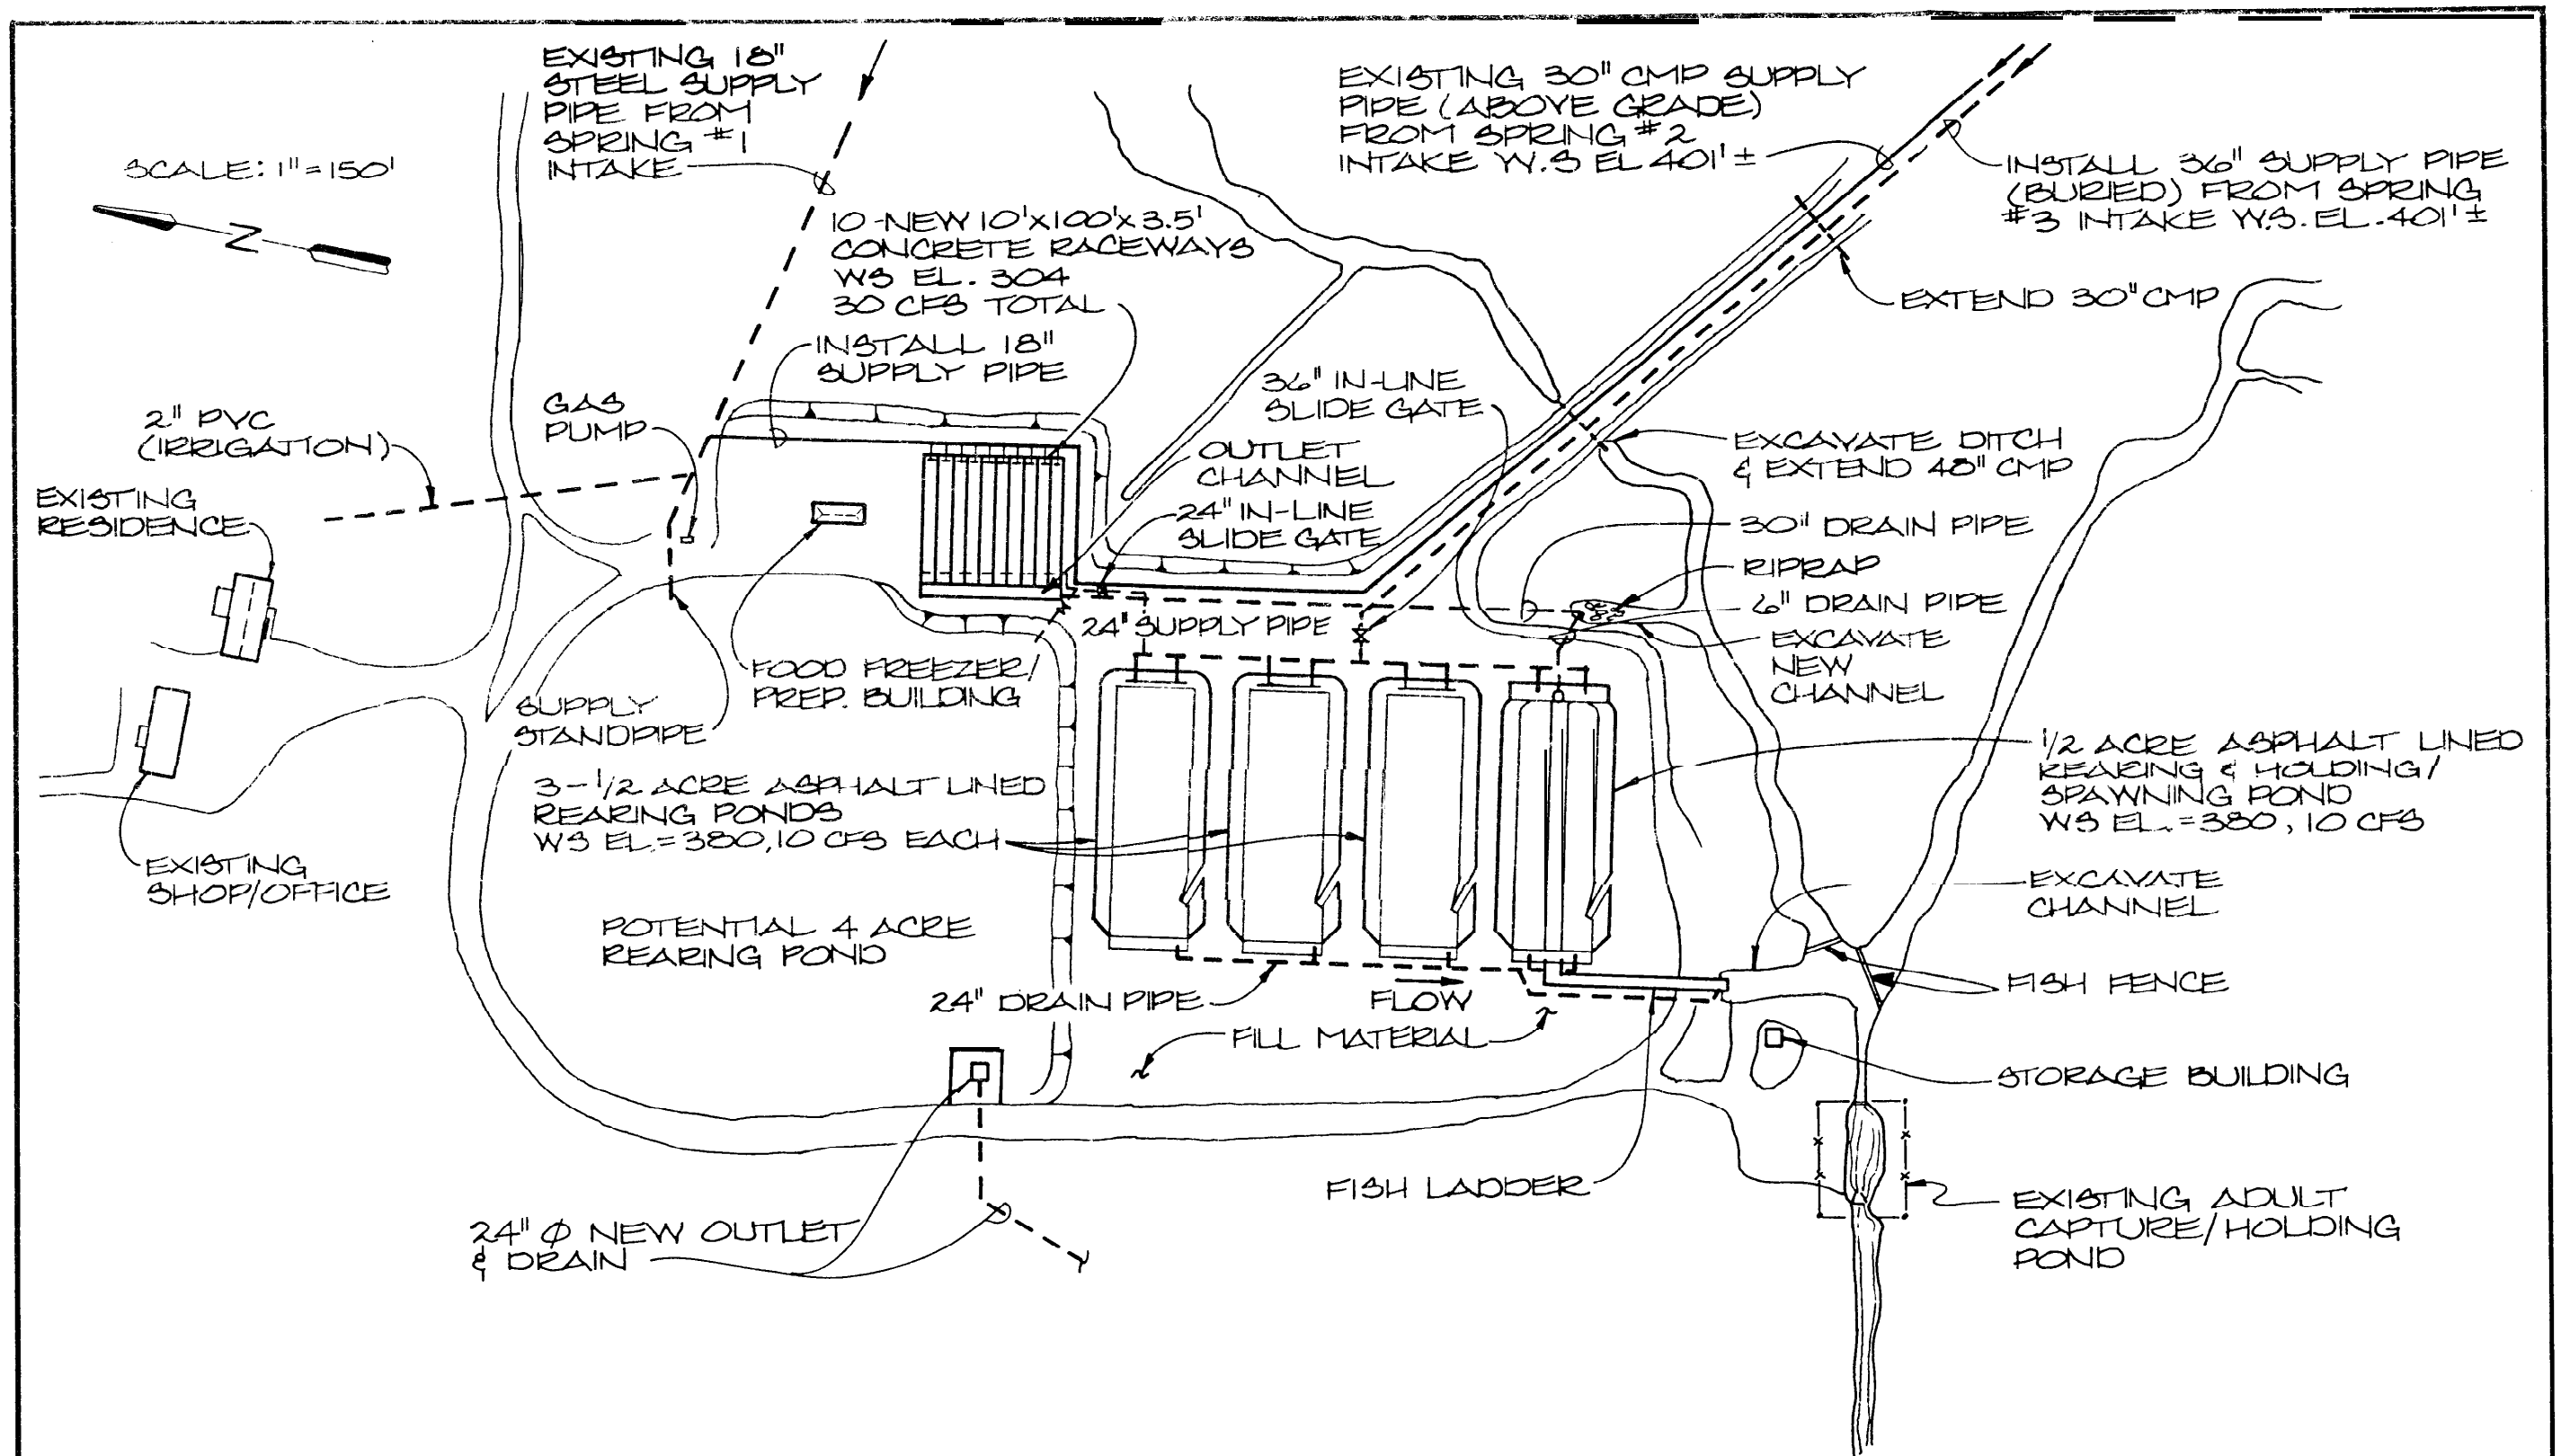 EXISTING 18"
STEEL SUPPLY
PIPE FROM
SPRING #1
INTAKE
EXISTING 30" CMP SUPPLY
PIPE (ABOVE GRADE)
FROM SPRING #2
INTAKE W.S EL 401'±
INSTALL 36" SUPPLY PIPE
(BURIED) FROM SPRING
#3 INTAKE W.S. EL. 401'±
SCALE: 1"=150'
N
10-NEW 10'X100'X3.5'
CONCRETE RACEWAYS
WS EL. 304
30 CFS TOTAL
EXTEND 30" CMP
INSTALL 18"
SUPPLY PIPE
36" IN-LINE
SLIDE GATE
GAS
PUMP
2" PVC
(IRRIGATION)
OUTLET
CHANNEL
EXCAVATE DITCH
& EXTEND 48" CMP
EXISTING
RESIDENCE
24" IN-LINE
SLIDE GATE
30" DRAIN PIPE
RIPRAP
6" DRAIN PIPE
24" SUPPLY PIPE
EXCAVATE
NEW
CHANNEL
FOOD FREEZER/
PREP. BUILDING
SUPPLY
STANDPIPE
1/2 ACRE ASPHALT LINED
REARING & HOLDING/
SPAWNING POND
WS EL.=380, 10 CFS
3-1/2 ACRE ASPHALT LINED
REARING PONDS
WS EL.=380, 10 CFS EACH
EXISTING
SHOP/OFFICE
EXCAVATE
CHANNEL
POTENTIAL 4 ACRE
REARING POND
FISH FENCE
24" DRAIN PIPE
FLOW
FILL MATERIAL
STORAGE BUILDING
FISH LADDER
EXISTING ADULT
CAPTURE/HOLDING
POND
24" Ø NEW OUTLET
& DRAIN